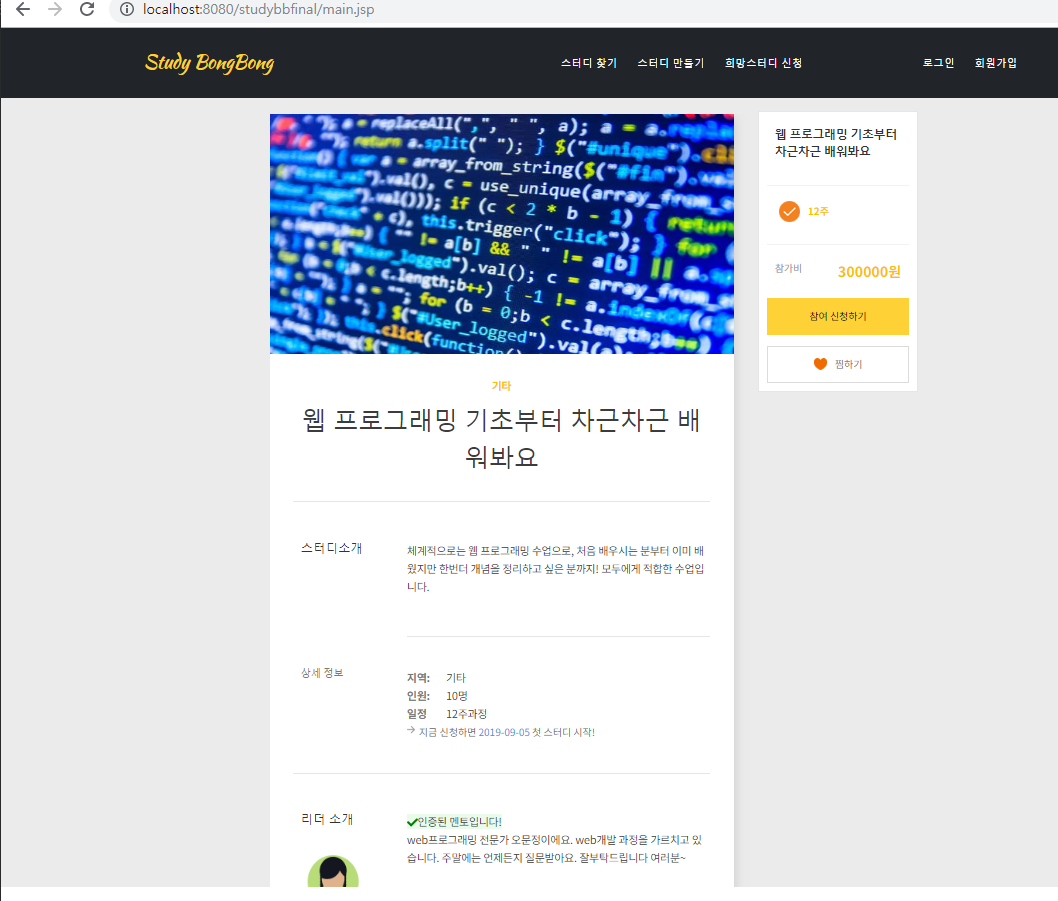 localhost:8080/studybbfinal/main.jsp
Study BongBong
스터디 찾기 스터디 만들기 희망스터디 신청 로그인 회원가입
a = replaceAll(",", " ", a); a =
return a.split(" "); } $("#unique")
a = array_from_string($("#fin")
.val(), c = use_unique(array_from
.val())); if (c < 2 * b - 1) { return
this.trigger("click"); } for
"" != a[b] && " " != a[b] ||
#User_logged").val(); c = array_from
c.length;b++) { -1 != a.indexOf
for (b = 0;b < c.length;b++)
$("#User_logged").val(a)
this.click(function()
기타
웹 프로그래밍 기초부터 차근차근 배
워봐요
스터디소개
체계적으로는 웹 프로그래밍 수업으로, 처음 배우시는 분부터 이미 배
웠지만 한번더 개념을 정리하고 싶은 분까지! 모두에게 적합한 수업입
니다.
상세 정보
지역: 기타
인원: 10명
일정 12주과정
→ 지금 신청하면 2019-09-05 첫 스터디 시작!
리더 소개
✔인증된 멘토입니다!
web프로그래밍 전문가 오문정이에요. web개발 과정을 가르치고 있
습니다. 주말에는 언제든지 질문받아요. 잘부탁드립니다 여러분~
웹 프로그래밍 기초부터
차근차근 배워봐요
12주
참가비 300000원
참여 신청하기
찜하기